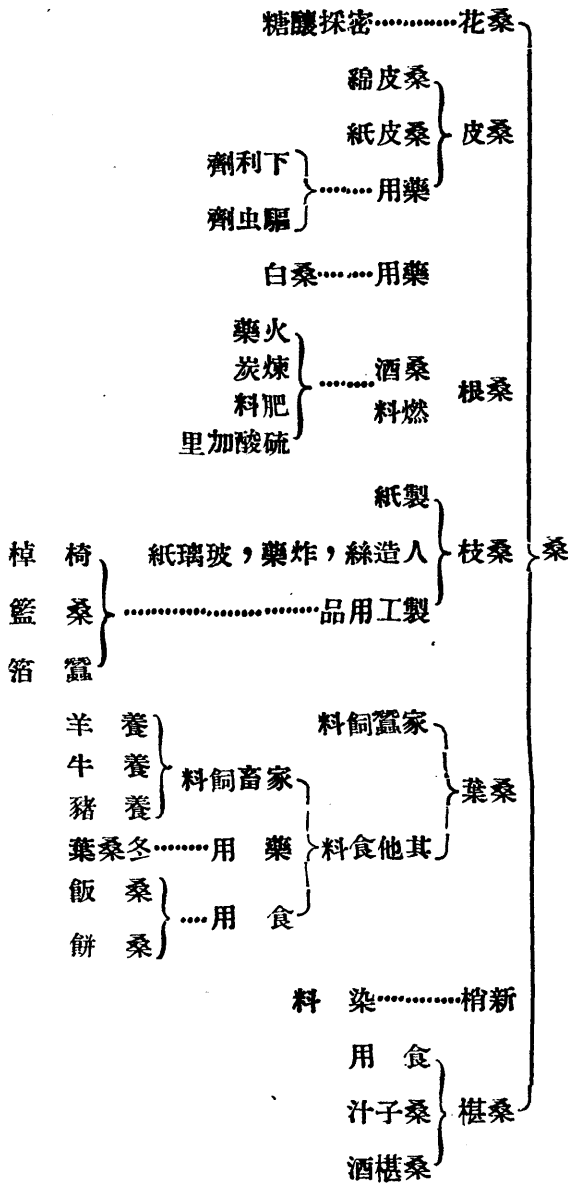 桑
桑花…………密採釀糖
桑皮
桑皮綿
桑皮紙
藥用……
下利劑
驅虫劑
藥用……桑白
桑根
桑酒……
燃料
火藥
煉炭
肥料
硫酸加里
桑枝
製紙
人造絲，炸藥，玻璃紙
製工用品…………………
椅棹
桑籃
蠶箔
桑葉
家蠶飼料
其他食料
家畜飼料
養羊
養牛
養豬
藥用………冬桑葉
食用….
桑飯
桑餅
新梢…………染料
桑椹
食用
桑子汁
桑椹酒